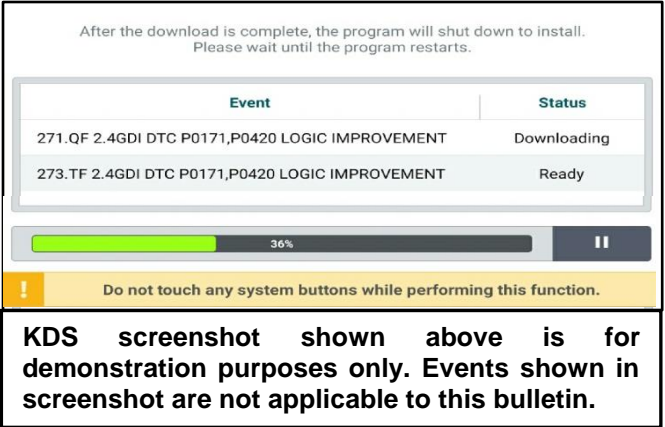 After the download is complete, the program will shut down to install.
Please wait until the program restarts.
Event Status
271.QF 2.4GDI DTC P0171,P0420 LOGIC IMPROVEMENT Downloading
273.TF 2.4GDI DTC P0171,P0420 LOGIC IMPROVEMENT Ready
36%
! Do not touch any system buttons while performing this function.
KDS screenshot shown above is for
demonstration purposes only. Events shown in
screenshot are not applicable to this bulletin.